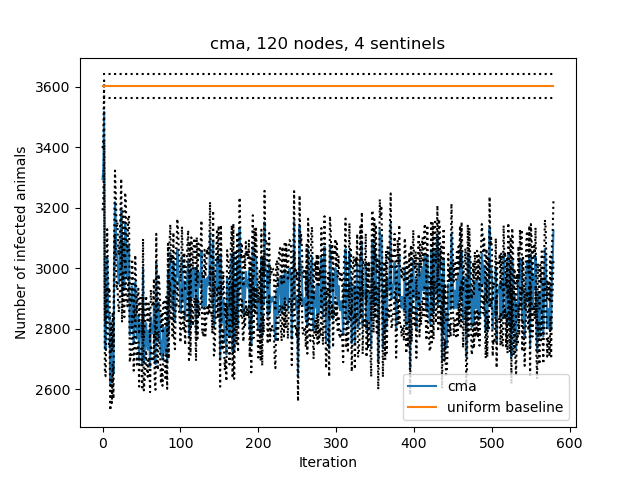 cma, 120 nodes, 4 sentinels
Number of infected animals
3600
3400
3200
3000
2800
2600
cma
uniform baseline
0
100
200
300
400
500
600
Iteration